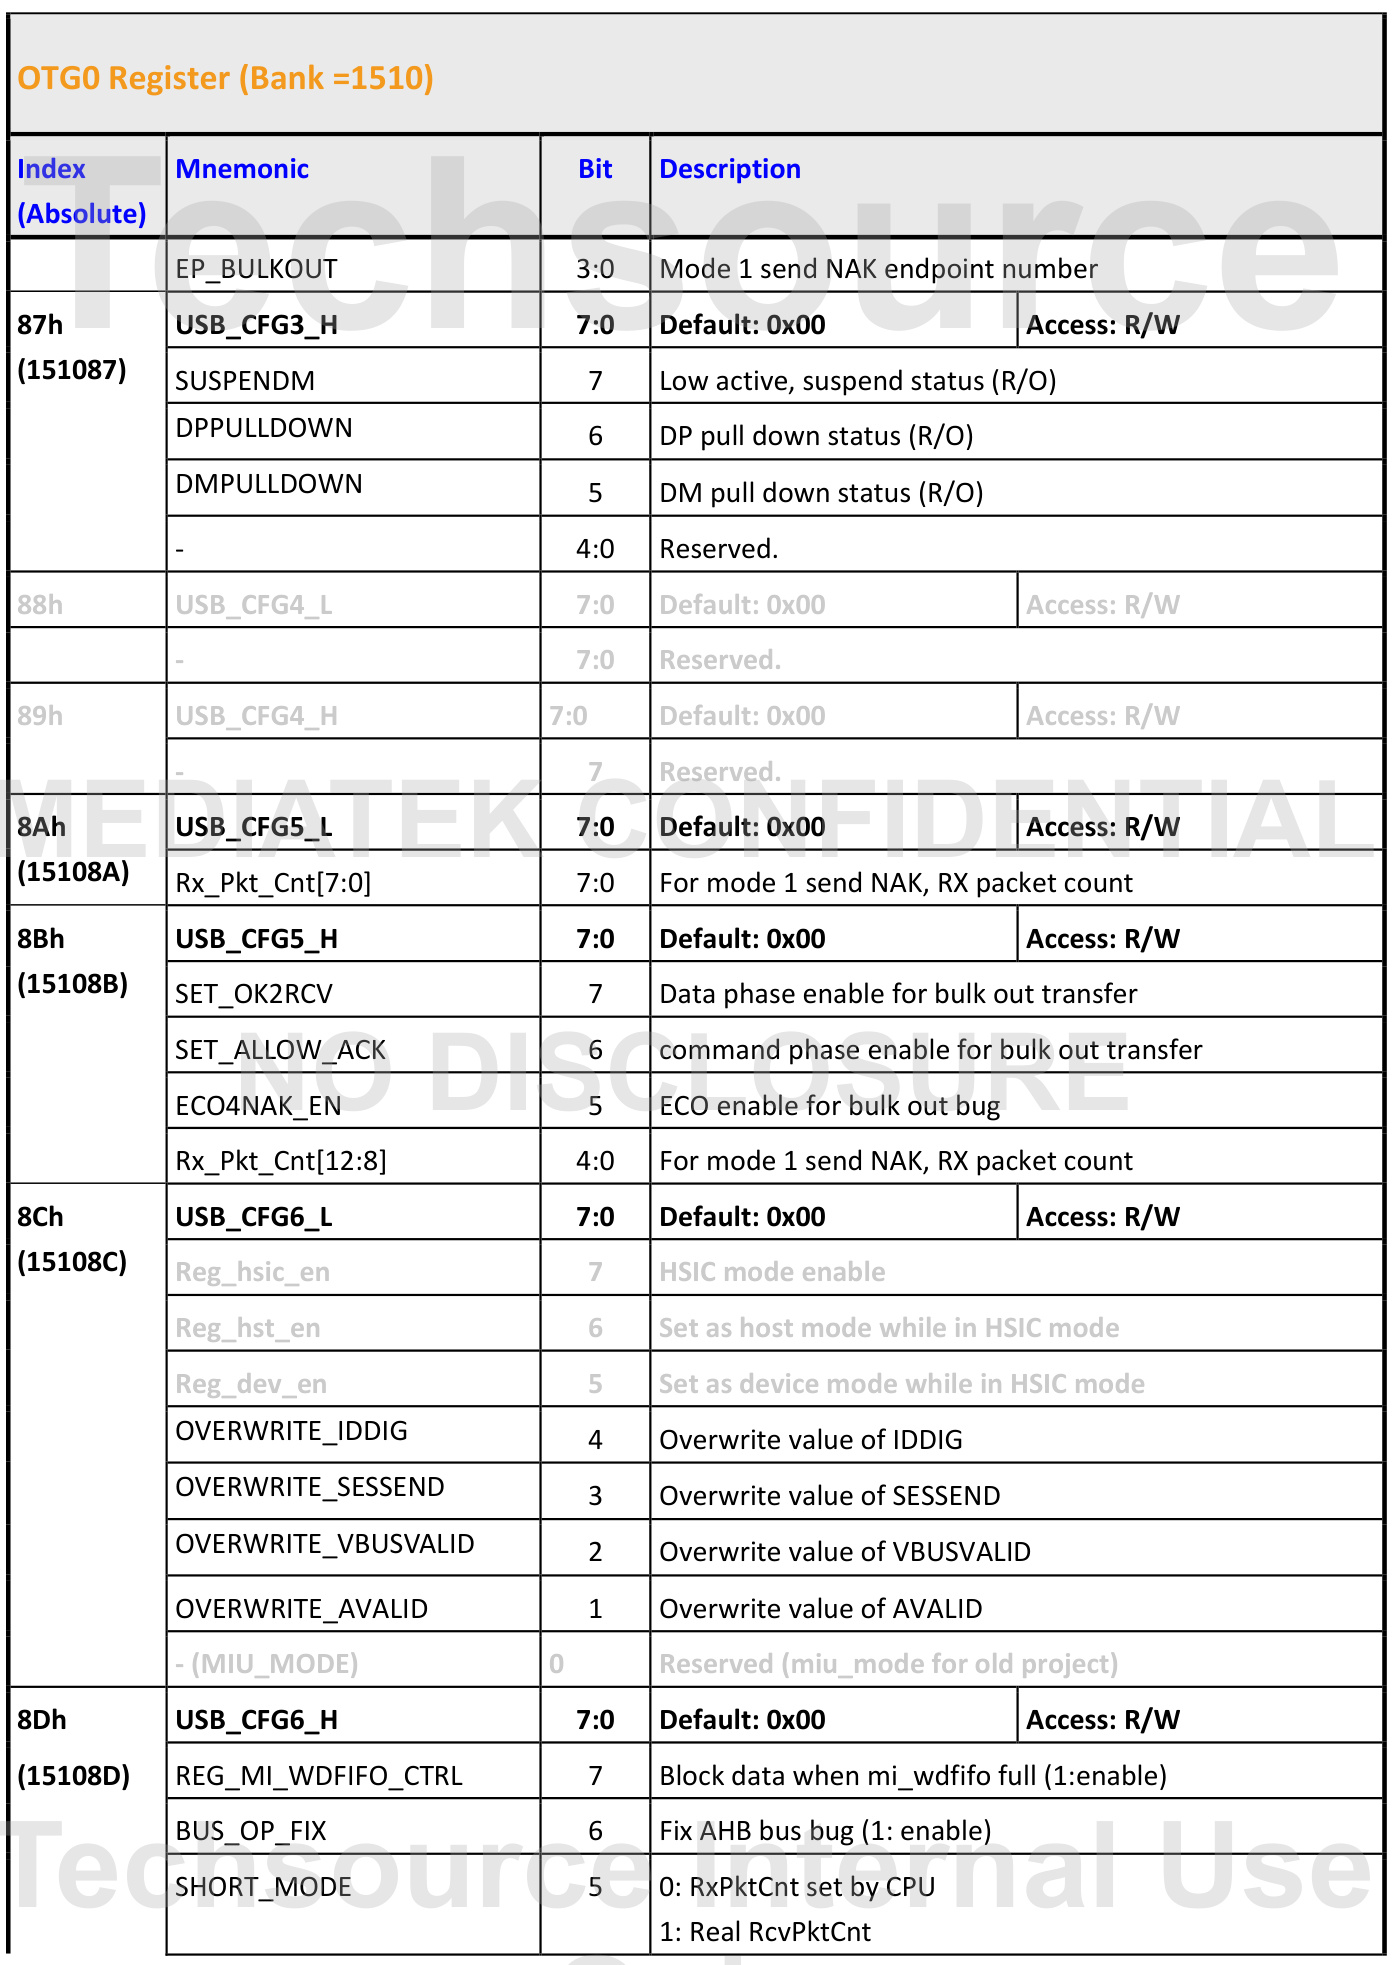 OTG0 Register (Bank =1510)
Index (Absolute) Mnemonic Bit Description
EP_BULKOUT 3:0 Mode 1 send NAK endpoint number
87h (151087) USB_CFG3_H 7:0 Default: 0x00 Access: R/W
SUSPENDM 7 Low active, suspend status (R/O)
DPPULLDOWN 6 DP pull down status (R/O)
DMPULLDOWN 5 DM pull down status (R/O)
- 4:0 Reserved.
88h USB_CFG4_L 7:0 Default: 0x00 Access: R/W
- 7:0 Reserved.
89h USB_CFG4_H 7:0 Default: 0x00 Access: R/W
- 7 Reserved.
8Ah (15108A) USB_CFG5_L 7:0 Default: 0x00 Access: R/W
Rx_Pkt_Cnt[7:0] 7:0 For mode 1 send NAK, RX packet count
8Bh (15108B) USB_CFG5_H 7:0 Default: 0x00 Access: R/W
SET_OK2RCV 7 Data phase enable for bulk out transfer
SET_ALLOW_ACK 6 command phase enable for bulk out transfer
ECO4NAK_EN 5 ECO enable for bulk out bug
Rx_Pkt_Cnt[12:8] 4:0 For mode 1 send NAK, RX packet count
8Ch (15108C) USB_CFG6_L 7:0 Default: 0x00 Access: R/W
Reg_hsic_en 7 HSIC mode enable
Reg_hst_en 6 Set as host mode while in HSIC mode
Reg_dev_en 5 Set as device mode while in HSIC mode
OVERWRITE_IDDIG 4 Overwrite value of IDDIG
OVERWRITE_SESSEND 3 Overwrite value of SESSEND
OVERWRITE_VBUSVALID 2 Overwrite value of VBUSVALID
OVERWRITE_AVALID 1 Overwrite value of AVALID
- (MIU_MODE) 0 Reserved (miu_mode for old project)
8Dh USB_CFG6_H 7:0 Default: 0x00 Access: R/W
(15108D) REG_MI_WDFIFO_CTRL 7 Block data when mi_wdfifo full (1:enable)
BUS_OP_FIX 6 Fix AHB bus bug (1: enable)
SHORT_MODE 5 0: RxPktCnt set by CPU
1: Real RcvPktCnt
Techsource
MEDIATEK CONFIDENTIAL
NO DISCLOSURE
Techsource Internal Use